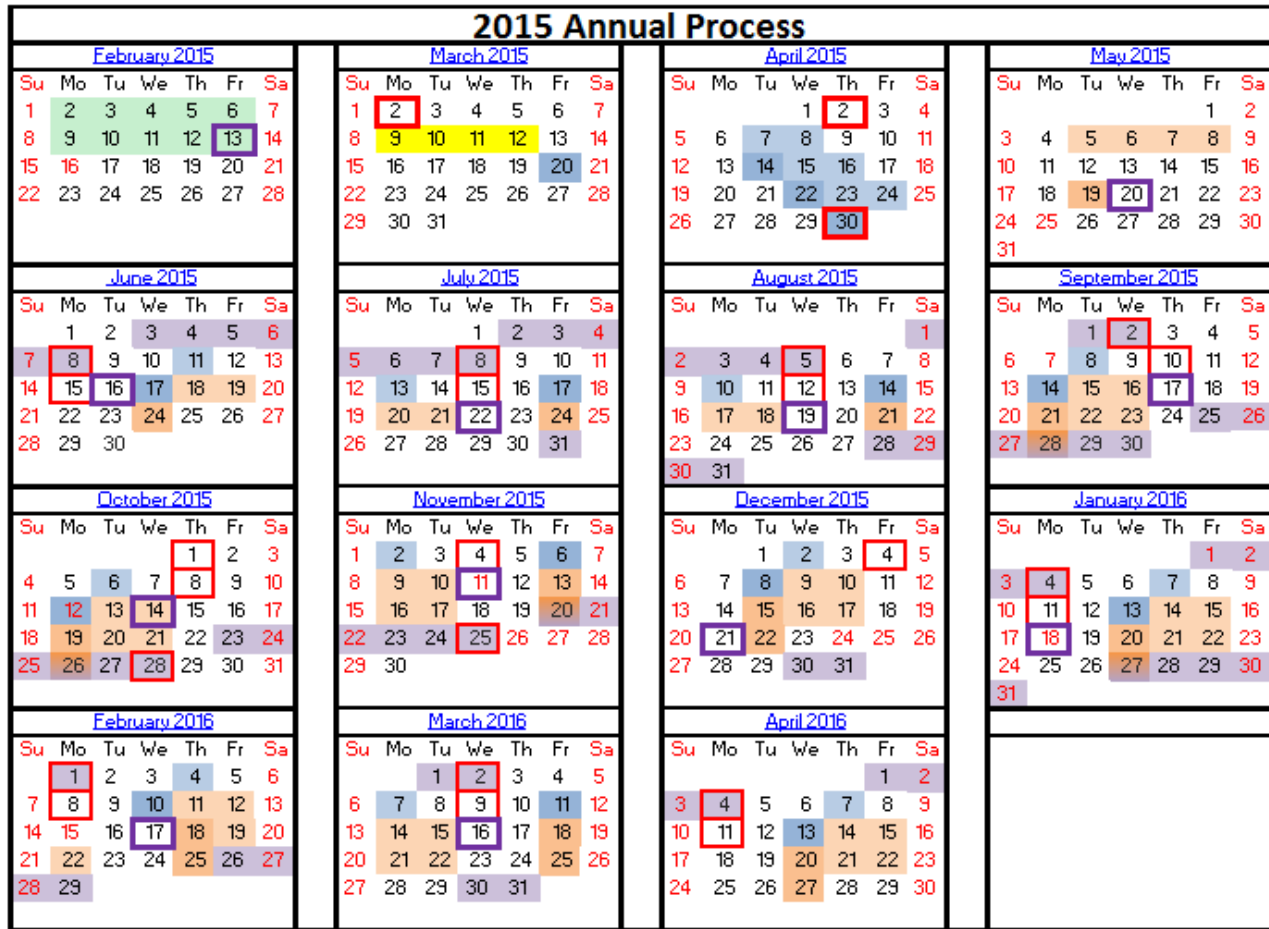 2015 Annual Process
February 2015
Su Mo Tu We Th Fr Sa
1 2 3 4 5 6 7
8 9 10 11 12 13 14
15 16 17 18 19 20 21
22 23 24 25 26 27 28
March 2015
Su Mo Tu We Th Fr Sa
1 2 3 4 5 6 7
8 9 10 11 12 13 14
15 16 17 18 19 20 21
22 23 24 25 26 27 28
29 30 31
April 2015
Su Mo Tu We Th Fr Sa
1 2 3 4
5 6 7 8 9 10 11
12 13 14 15 16 17 18
19 20 21 22 23 24 25
26 27 28 29 30
May 2015
Su Mo Tu We Th Fr Sa
1 2
3 4 5 6 7 8 9
10 11 12 13 14 15 16
17 18 19 20 21 22 23
24 25 26 27 28 29 30
31
June 2015
Su Mo Tu We Th Fr Sa
1 2 3 4 5 6
7 8 9 10 11 12 13
14 15 16 17 18 19 20
21 22 23 24 25 26 27
28 29 30
July 2015
Su Mo Tu We Th Fr Sa
1 2 3 4
5 6 7 8 9 10 11
12 13 14 15 16 17 18
19 20 21 22 23 24 25
26 27 28 29 30 31
August 2015
Su Mo Tu We Th Fr Sa
1
2 3 4 5 6 7 8
9 10 11 12 13 14 15
16 17 18 19 20 21 22
23 24 25 26 27 28 29
30 31
September 2015
Su Mo Tu We Th Fr Sa
1 2 3 4 5
6 7 8 9 10 11 12
13 14 15 16 17 18 19
20 21 22 23 24 25 26
27 28 29 30
October 2015
Su Mo Tu We Th Fr Sa
1 2 3
4 5 6 7 8 9 10
11 12 13 14 15 16 17
18 19 20 21 22 23 24
25 26 27 28 29 30 31
November 2015
Su Mo Tu We Th Fr Sa
1 2 3 4 5 6 7
8 9 10 11 12 13 14
15 16 17 18 19 20 21
22 23 24 25 26 27 28
29 30
December 2015
Su Mo Tu We Th Fr Sa
1 2 3 4 5
6 7 8 9 10 11 12
13 14 15 16 17 18 19
20 21 22 23 24 25 26
27 28 29 30 31
January 2016
Su Mo Tu We Th Fr Sa
1 2
3 4 5 6 7 8 9
10 11 12 13 14 15 16
17 18 19 20 21 22 23
24 25 26 27 28 29 30
31
February 2016
Su Mo Tu We Th Fr Sa
1 2 3 4 5 6
7 8 9 10 11 12 13
14 15 16 17 18 19 20
21 22 23 24 25 26 27
28 29
March 2016
Su Mo Tu We Th Fr Sa
1 2 3 4 5
6 7 8 9 10 11 12
13 14 15 16 17 18 19
20 21 22 23 24 25 26
27 28 29 30 31
April 2016
Su Mo Tu We Th Fr Sa
1 2
3 4 5 6 7 8 9
10 11 12 13 14 15 16
17 18 19 20 21 22 23
24 25 26 27 28 29 30